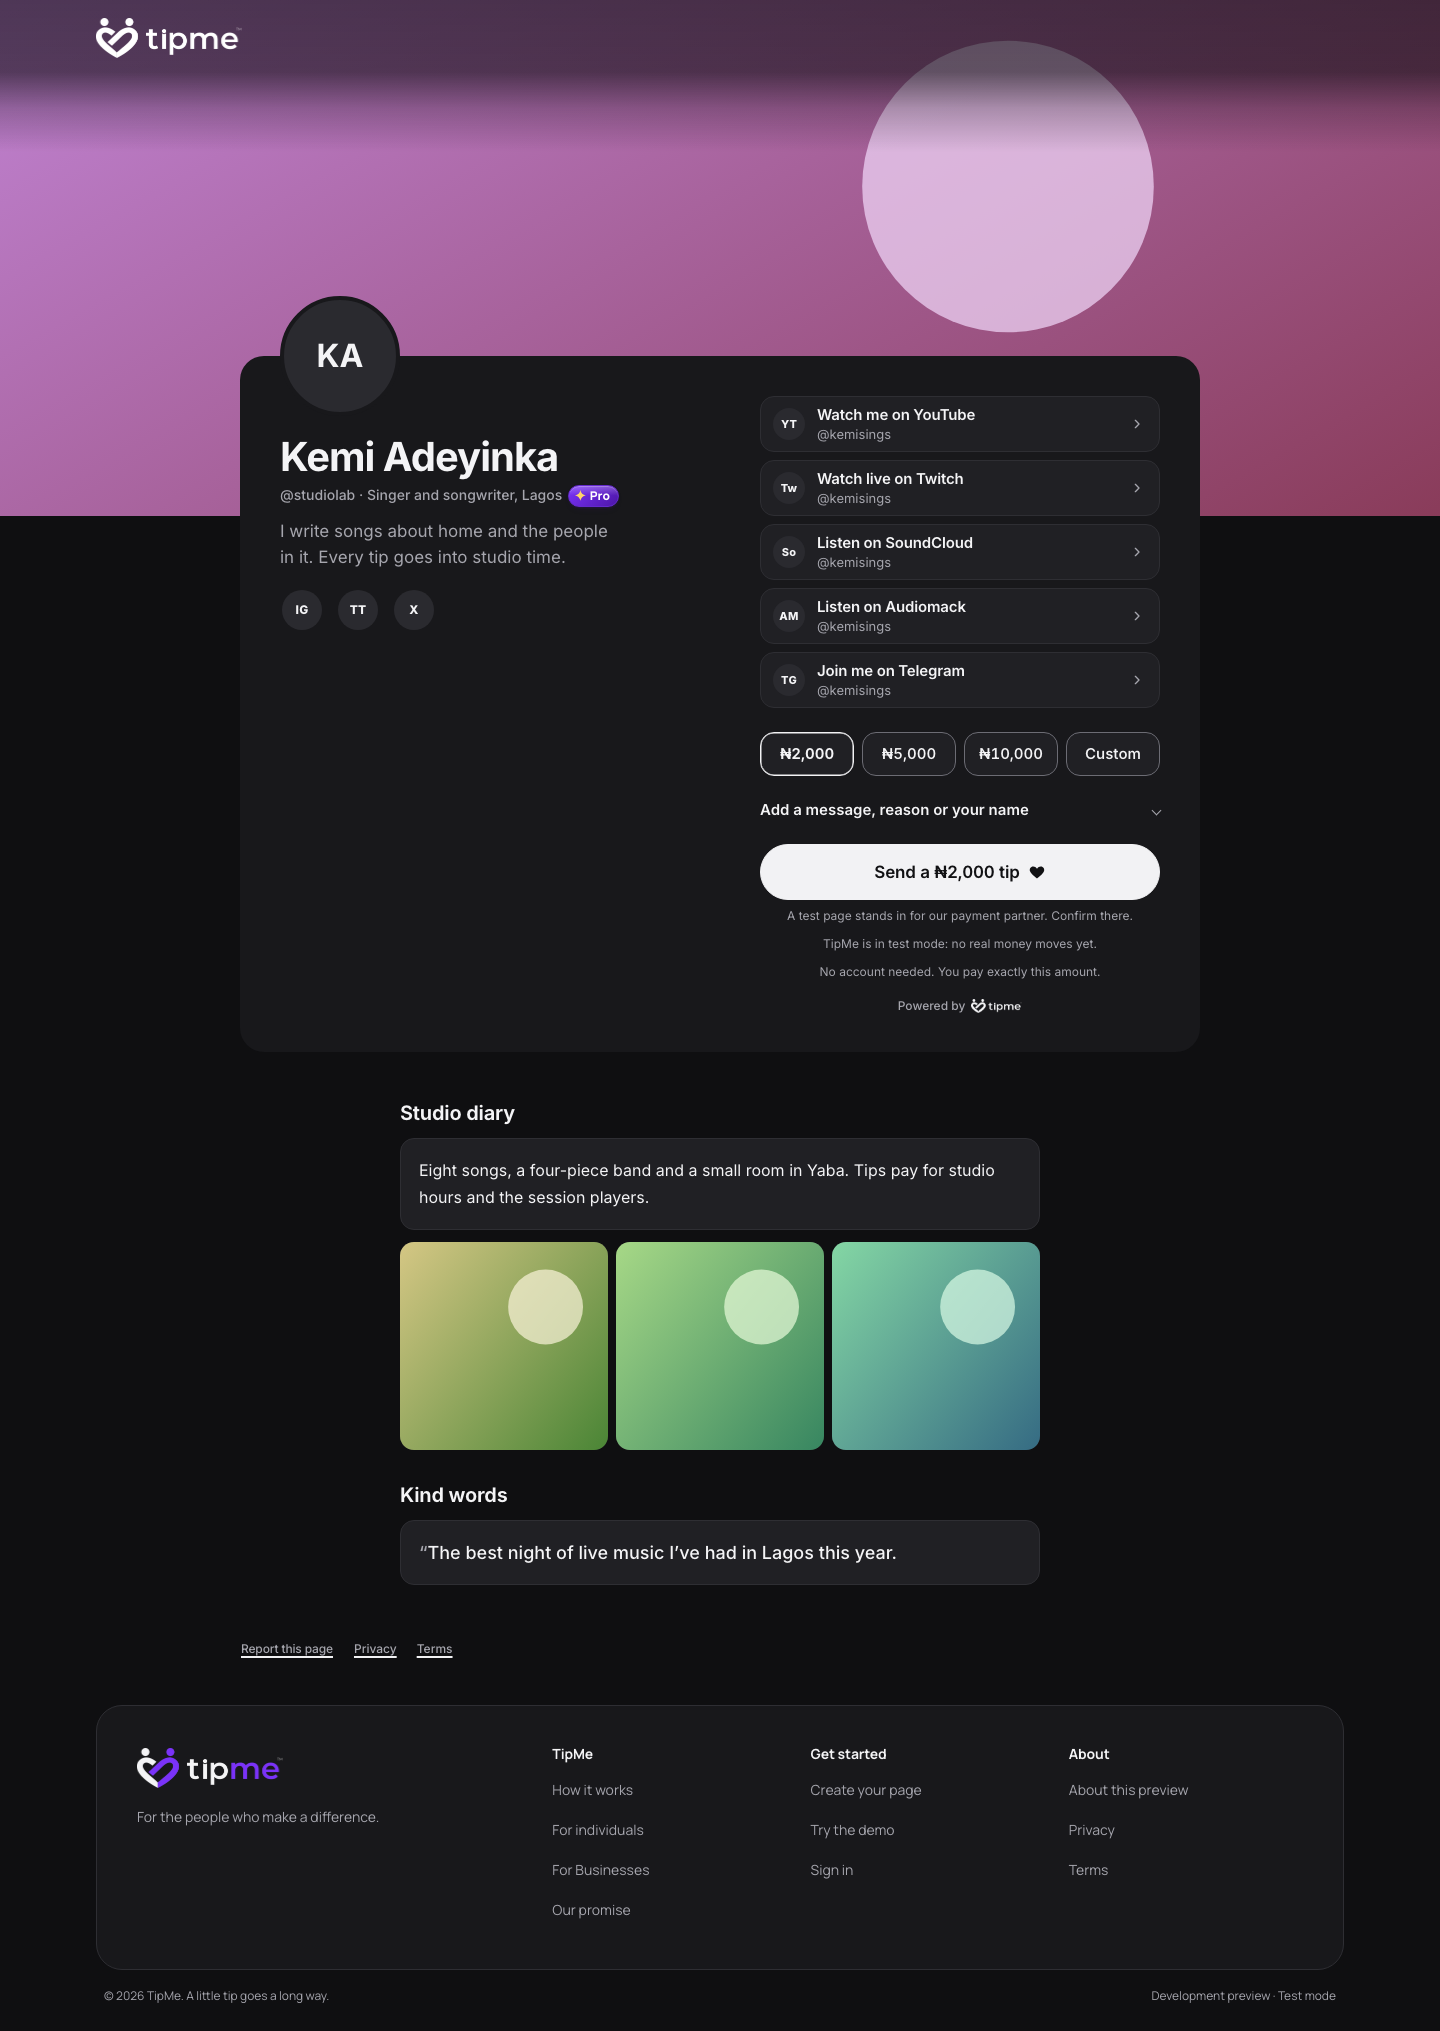 tipme™
KA
Kemi Adeyinka
@studiolab · Singer and songwriter, Lagos ✦ Pro
I write songs about home and the people
in it. Every tip goes into studio time.
IG TT X
YT Watch me on YouTube
@kemisings
Tw Watch live on Twitch
@kemisings
So Listen on SoundCloud
@kemisings
AM Listen on Audiomack
@kemisings
TG Join me on Telegram
@kemisings
₦2,000 ₦5,000 ₦10,000 Custom
Add a message, reason or your name
Send a ₦2,000 tip ♥
A test page stands in for our payment partner. Confirm there.
TipMe is in test mode: no real money moves yet.
No account needed. You pay exactly this amount.
Powered by tipme
Studio diary
Eight songs, a four-piece band and a small room in Yaba. Tips pay for studio
hours and the session players.
Kind words
“The best night of live music I’ve had in Lagos this year.
Report this page Privacy Terms
tipme™
For the people who make a difference.
TipMe
How it works
For individuals
For Businesses
Our promise
Get started
Create your page
Try the demo
Sign in
About
About this preview
Privacy
Terms
© 2026 TipMe. A little tip goes a long way.
Development preview · Test mode